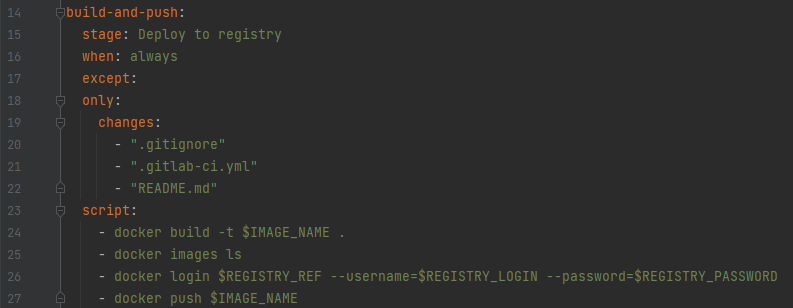 14 build-and-push:
15 stage: Deploy to registry
16 when: always
17 except:
18 only:
19 changes:
20 - ".gitignore"
21 - ".gitlab-ci.yml"
22 - "README.md"
23 script:
24 - docker build -t $IMAGE_NAME .
25 - docker images ls
26 - docker login $REGISTRY_REF --username=$REGISTRY_LOGIN --password=$REGISTRY_PASSWORD
27 - docker push $IMAGE_NAME